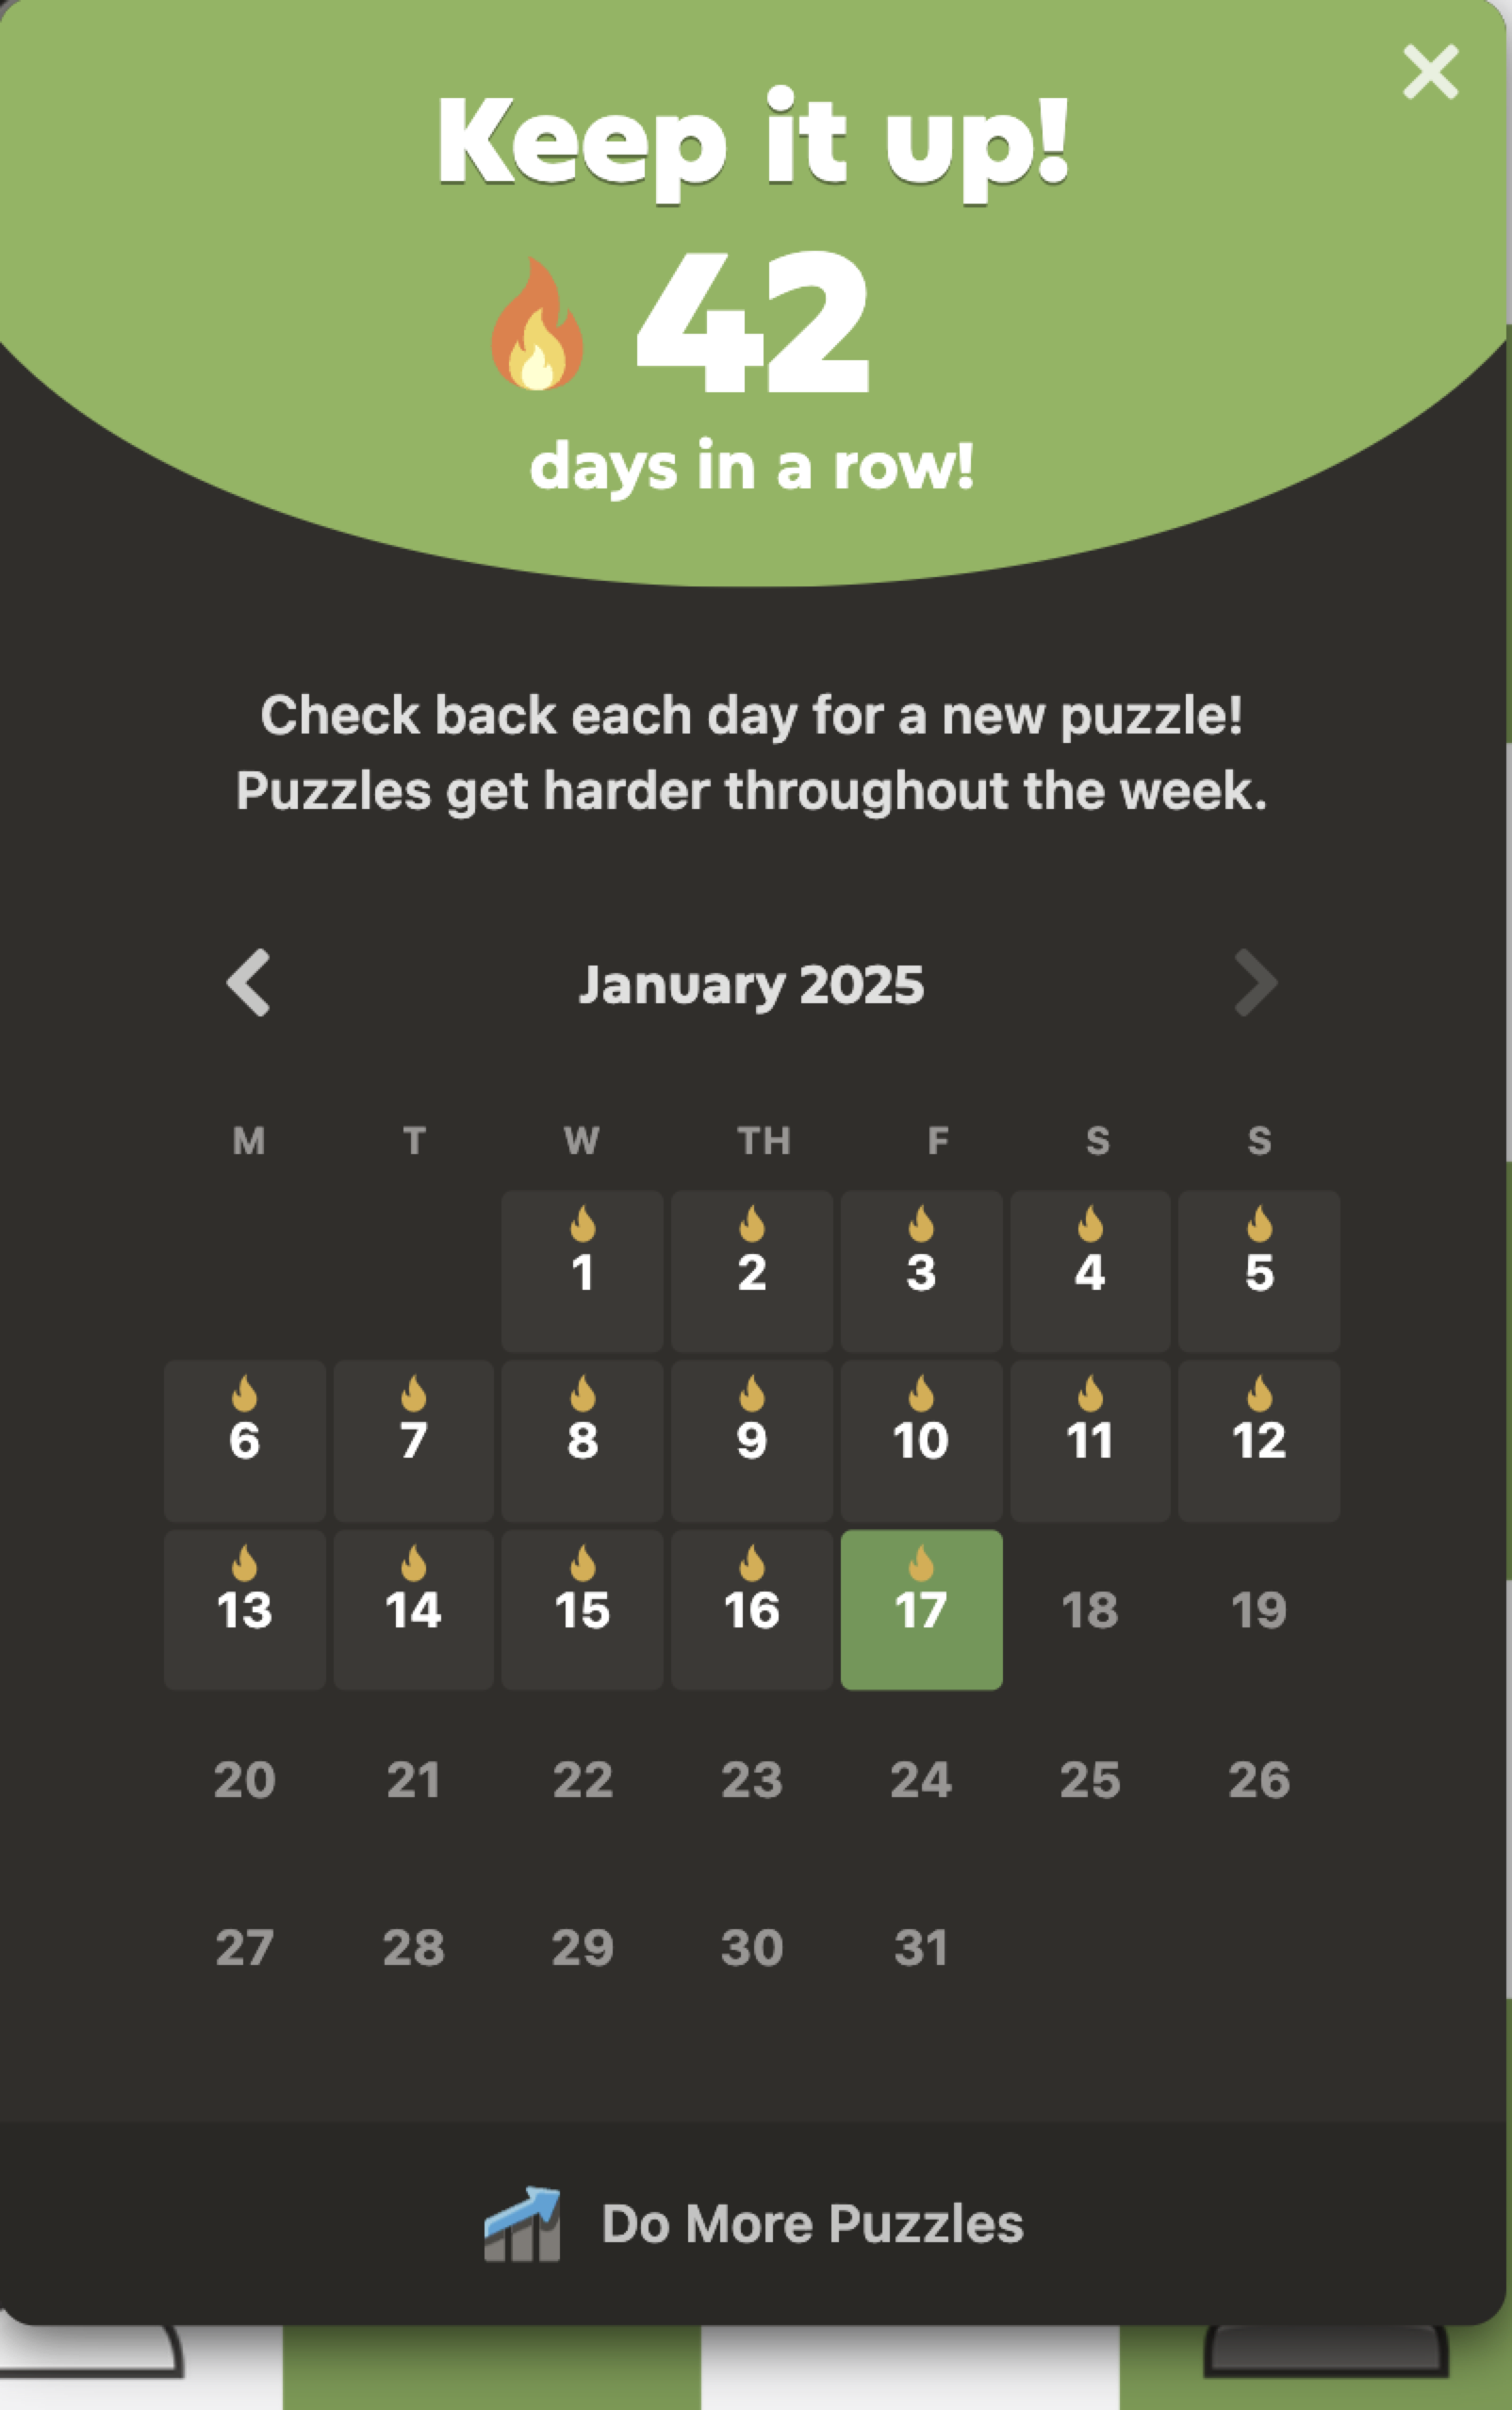 Keep it up!
42
days in a row!
Check back each day for a new puzzle!
Puzzles get harder throughout the week.
January 2025
M T W TH F S S
1 2 3 4 5
6 7 8 9 10 11 12
13 14 15 16 17 18 19
20 21 22 23 24 25 26
27 28 29 30 31
Do More Puzzles